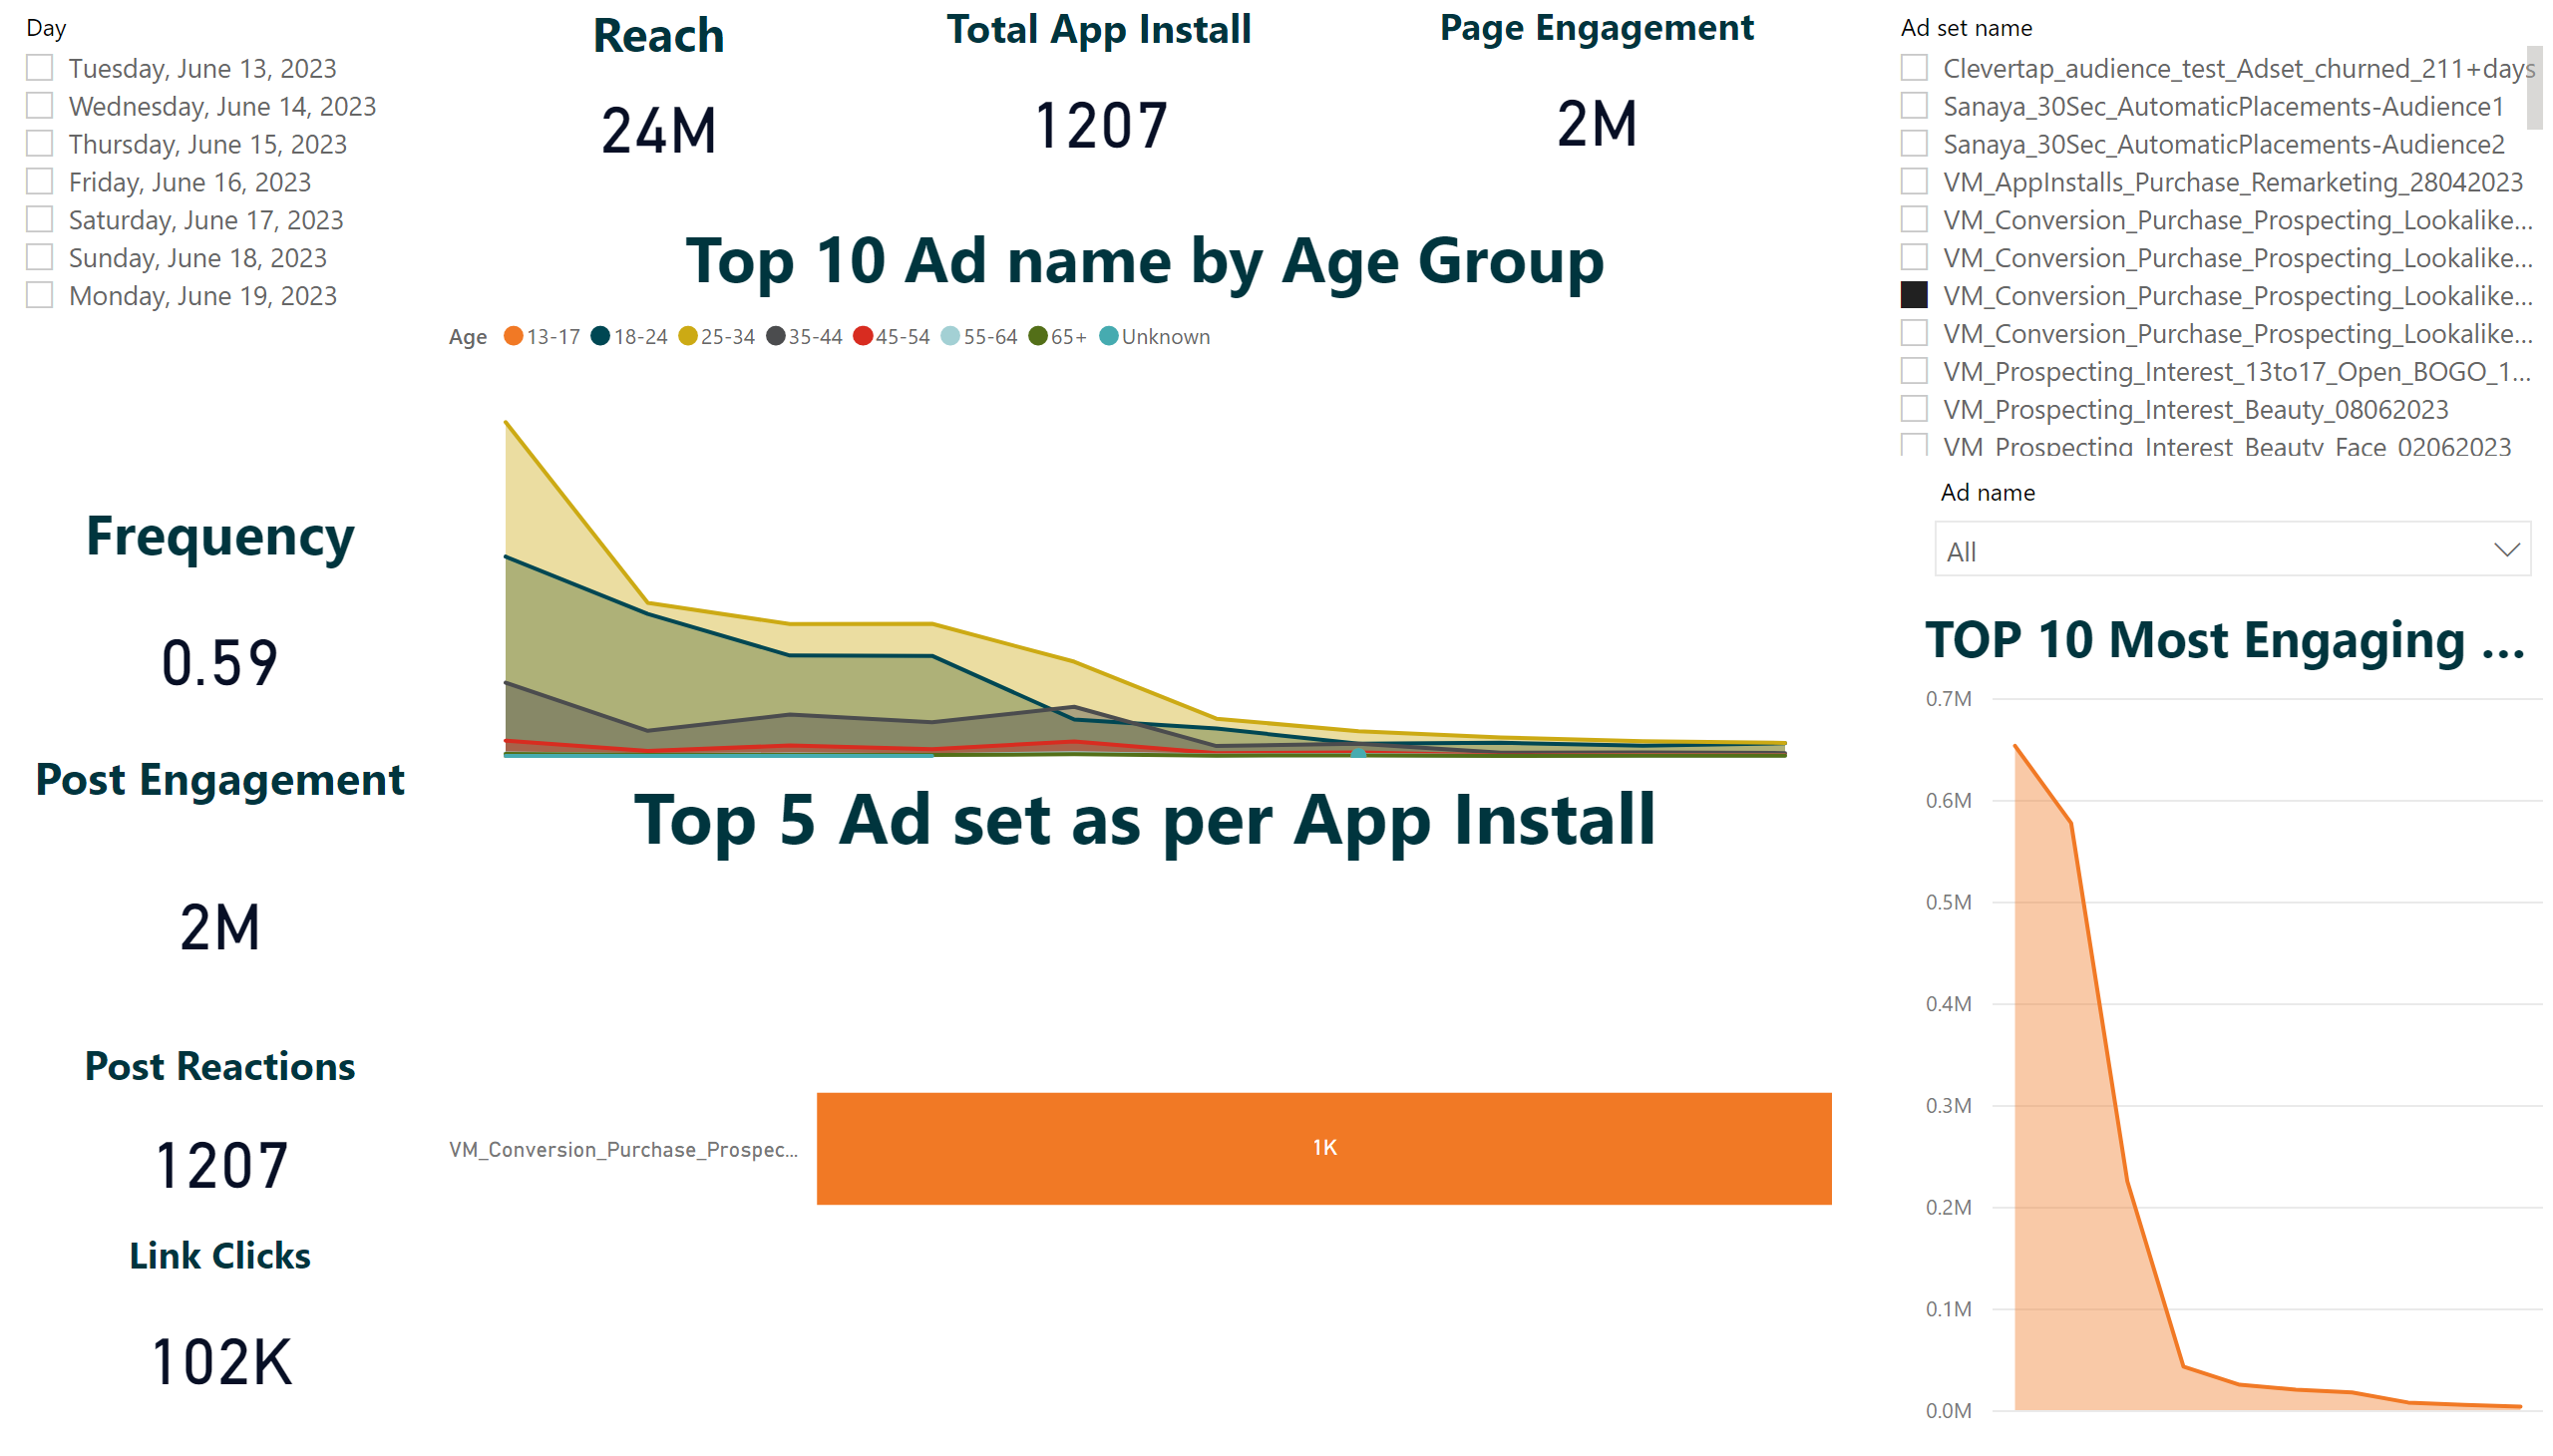 Day
Tuesday, June 13, 2023
Wednesday, June 14, 2023
Thursday, June 15, 2023
Friday, June 16, 2023
Saturday, June 17, 2023
Sunday, June 18, 2023
Monday, June 19, 2023
Reach
24M
Total App Install
1207
Page Engagement
2M
Ad set name
Clevertap_audience_test_Adset_churned_211+days
Sanaya_30Sec_AutomaticPlacements-Audience1
Sanaya_30Sec_AutomaticPlacements-Audience2
VM_AppInstalls_Purchase_Remarketing_28042023
VM_Conversion_Purchase_Prospecting_Lookalike...
VM_Conversion_Purchase_Prospecting_Lookalike...
VM_Conversion_Purchase_Prospecting_Lookalike...
VM_Conversion_Purchase_Prospecting_Lookalike...
VM_Prospecting_Interest_13to17_Open_BOGO_1...
VM_Prospecting_Interest_Beauty_08062023
VM_Prospecting_Interest_Beauty_Face_02062023
Top 10 Ad name by Age Group
Age 13-17 18-24 25-34 35-44 45-54 55-64 65+ Unknown
Frequency
0.59
Post Engagement
2M
Post Reactions
1207
Link Clicks
102K
Top 5 Ad set as per App Install
VM_Conversion_Purchase_Prospec...
1K
Ad name
All
TOP 10 Most Engaging ...
0.7M
0.6M
0.5M
0.4M
0.3M
0.2M
0.1M
0.0M